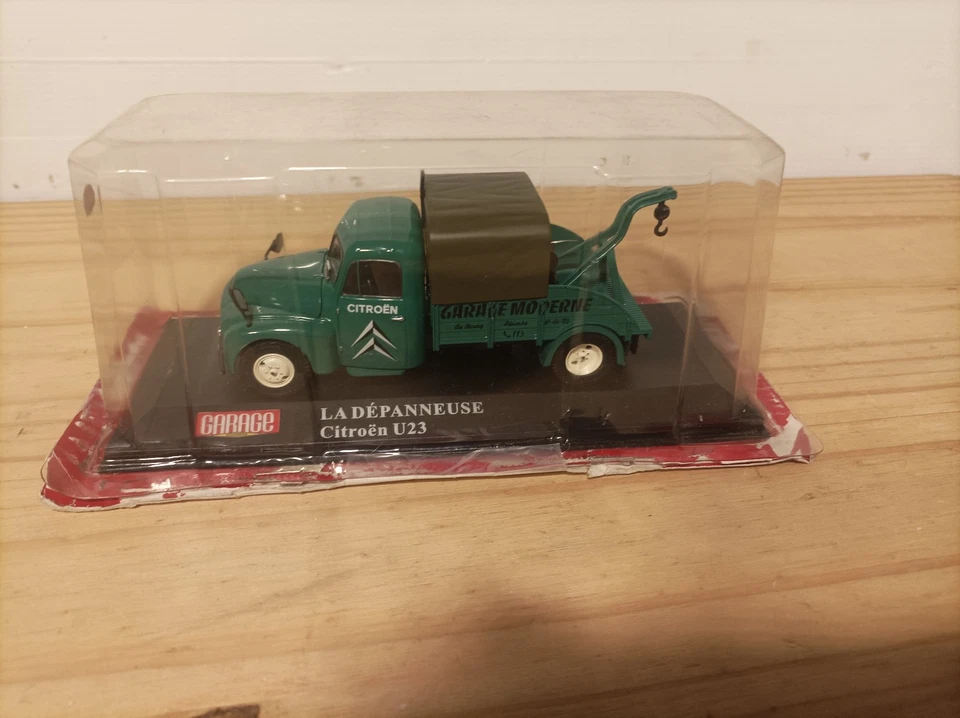 CITROËN
GARAGE MODERNE
GARAGE
LA DÉPANNEUSE
Citroën U23